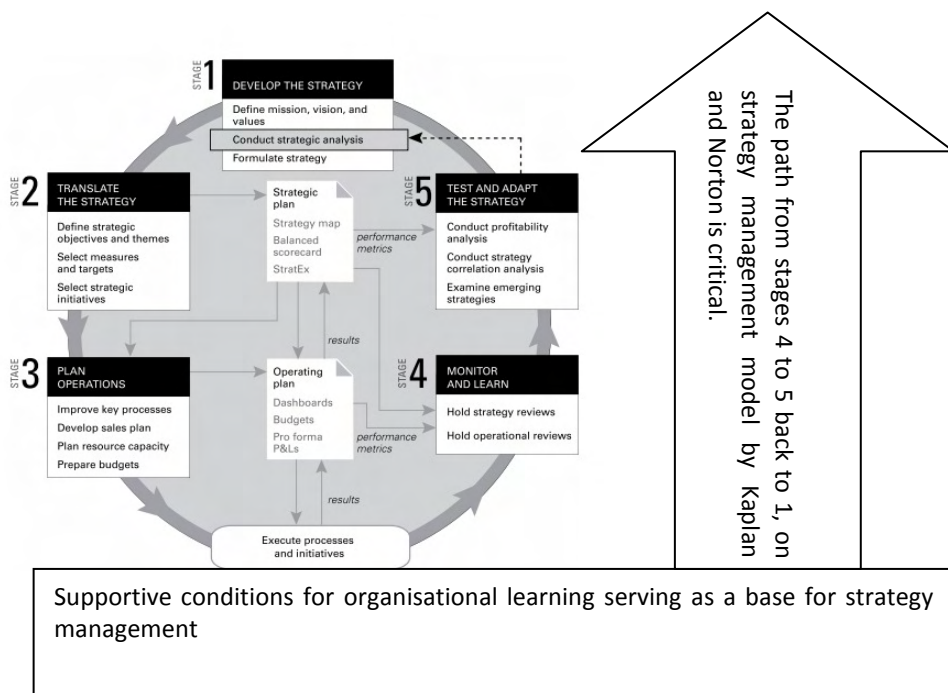 STAGE 1
DEVELOP THE STRATEGY
Define mission, vision, and
values
Conduct strategic analysis
Formulate strategy
STAGE 2
TRANSLATE
THE STRATEGY
Define strategic
objectives and themes
Select measures
and targets
Select strategic
initiatives
Strategic
plan
Strategy map
Balanced
scorecard
StratEx
performance
metrics
STAGE 5
TEST AND ADAPT
THE STRATEGY
Conduct profitability
analysis
Conduct strategy
correlation analysis
Examine emerging
strategies
results
STAGE 3
PLAN
OPERATIONS
Improve key processes
Develop sales plan
Plan resource capacity
Prepare budgets
Operating
plan
Dashboards
Budgets
Pro forma
P&Ls
performance
metrics
STAGE 4
MONITOR
AND LEARN
Hold strategy reviews
Hold operational reviews
results
Execute processes
and initiatives
The path from stages 4 to 5 back to 1, on
strategy management model by Kaplan
and Norton is critical.
Supportive conditions for organisational learning serving as a base for strategy
management